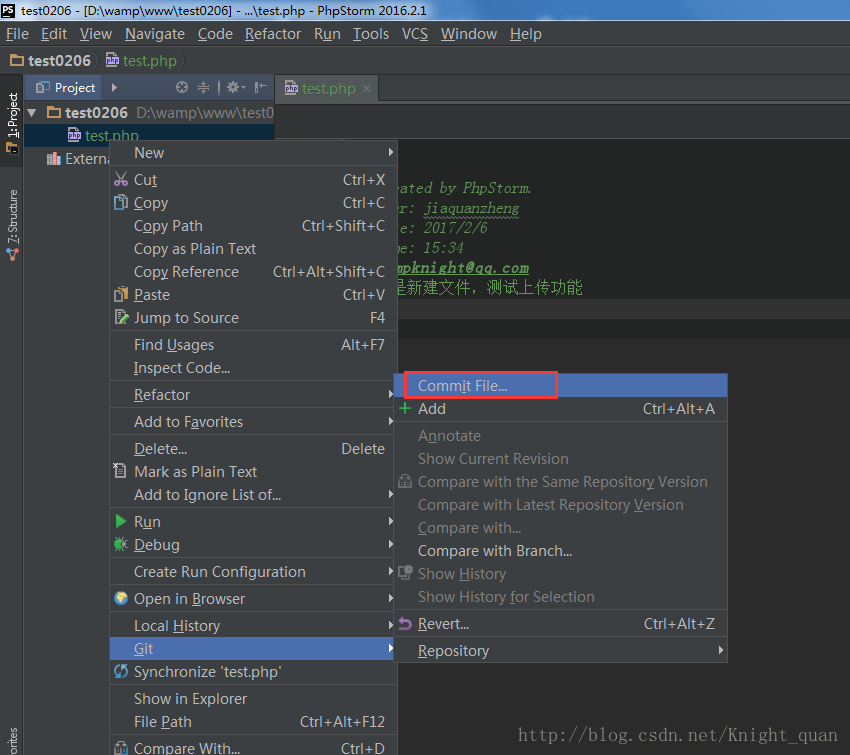 PS test0206 - [D:\wamp\www\test0206] - ...\test.php - PhpStorm 2016.2.1
File Edit View Navigate Code Refactor Run Tools VCS Window Help
test0206 test.php
Project
test.php
1: Project
test0206 D:\wamp\www\test0
test.php
Externa
7: Structure
New
Cut Ctrl+X
Copy Ctrl+C
Copy Path Ctrl+Shift+C
Copy as Plain Text
Copy Reference Ctrl+Alt+Shift+C
Paste Ctrl+V
Jump to Source F4
Find Usages Alt+F7
Inspect Code...
Refactor
Add to Favorites
Delete... Delete
Mark as Plain Text
Add to Ignore List of...
Run
Debug
Create Run Configuration
Open in Browser
Local History
Git
Synchronize 'test.php'
Show in Explorer
File Path Ctrl+Alt+F12
Compare With... Ctrl+D
eated by PhpStorm.
er: jiaquanzheng
e: 2017/2/6
me: 15:34
mpknight@qq.com
是新建文件，测试上传功能
Commit File...
Add Ctrl+Alt+A
Annotate
Show Current Revision
Compare with the Same Repository Version
Compare with Latest Repository Version
Compare with...
Compare with Branch...
Show History
Show History for Selection
Revert... Ctrl+Alt+Z
Repository
orites
http://blog.csdn.net/Knight_quan